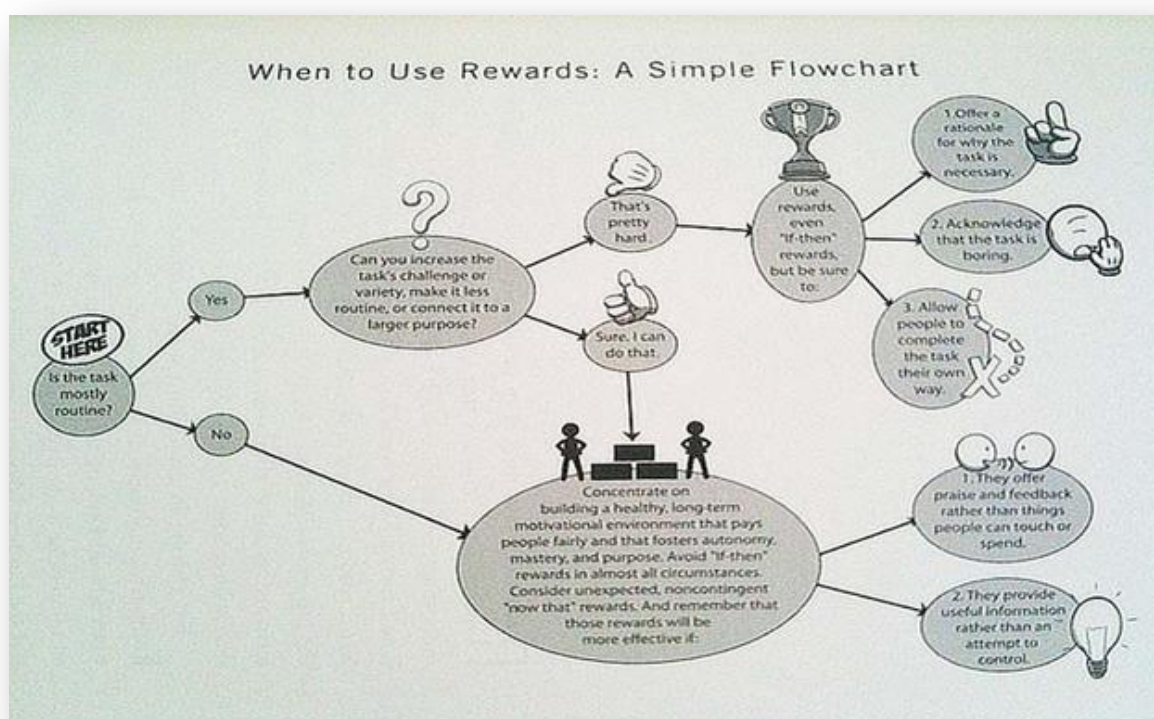 When to Use Rewards: A Simple Flowchart
START
HERE
Is the task
mostly
routine?
Yes
No
Can you increase the
task's challenge or
variety, make it less
routine, or connect it to a
larger purpose?
That's
pretty
hard.
Sure, I can
do that.
Use
rewards,
even
"if-then"
rewards,
but be sure
to:
1. Offer a
rationale
for why the
task is
necessary.
2. Acknowledge
that the task is
boring.
3. Allow
people to
complete
the task
their own
way.
Concentrate on
building a healthy, long-term
motivational environment that pays
people fairly and that fosters autonomy,
mastery, and purpose. Avoid "if-then"
rewards in almost all circumstances.
Consider unexpected, noncontingent
"now that" rewards. And remember that
those rewards will be
more effective if:
1. They offer
praise and feedback
rather than things
people can touch or
spend.
2. They provide
useful information
rather than an
attempt to
control.